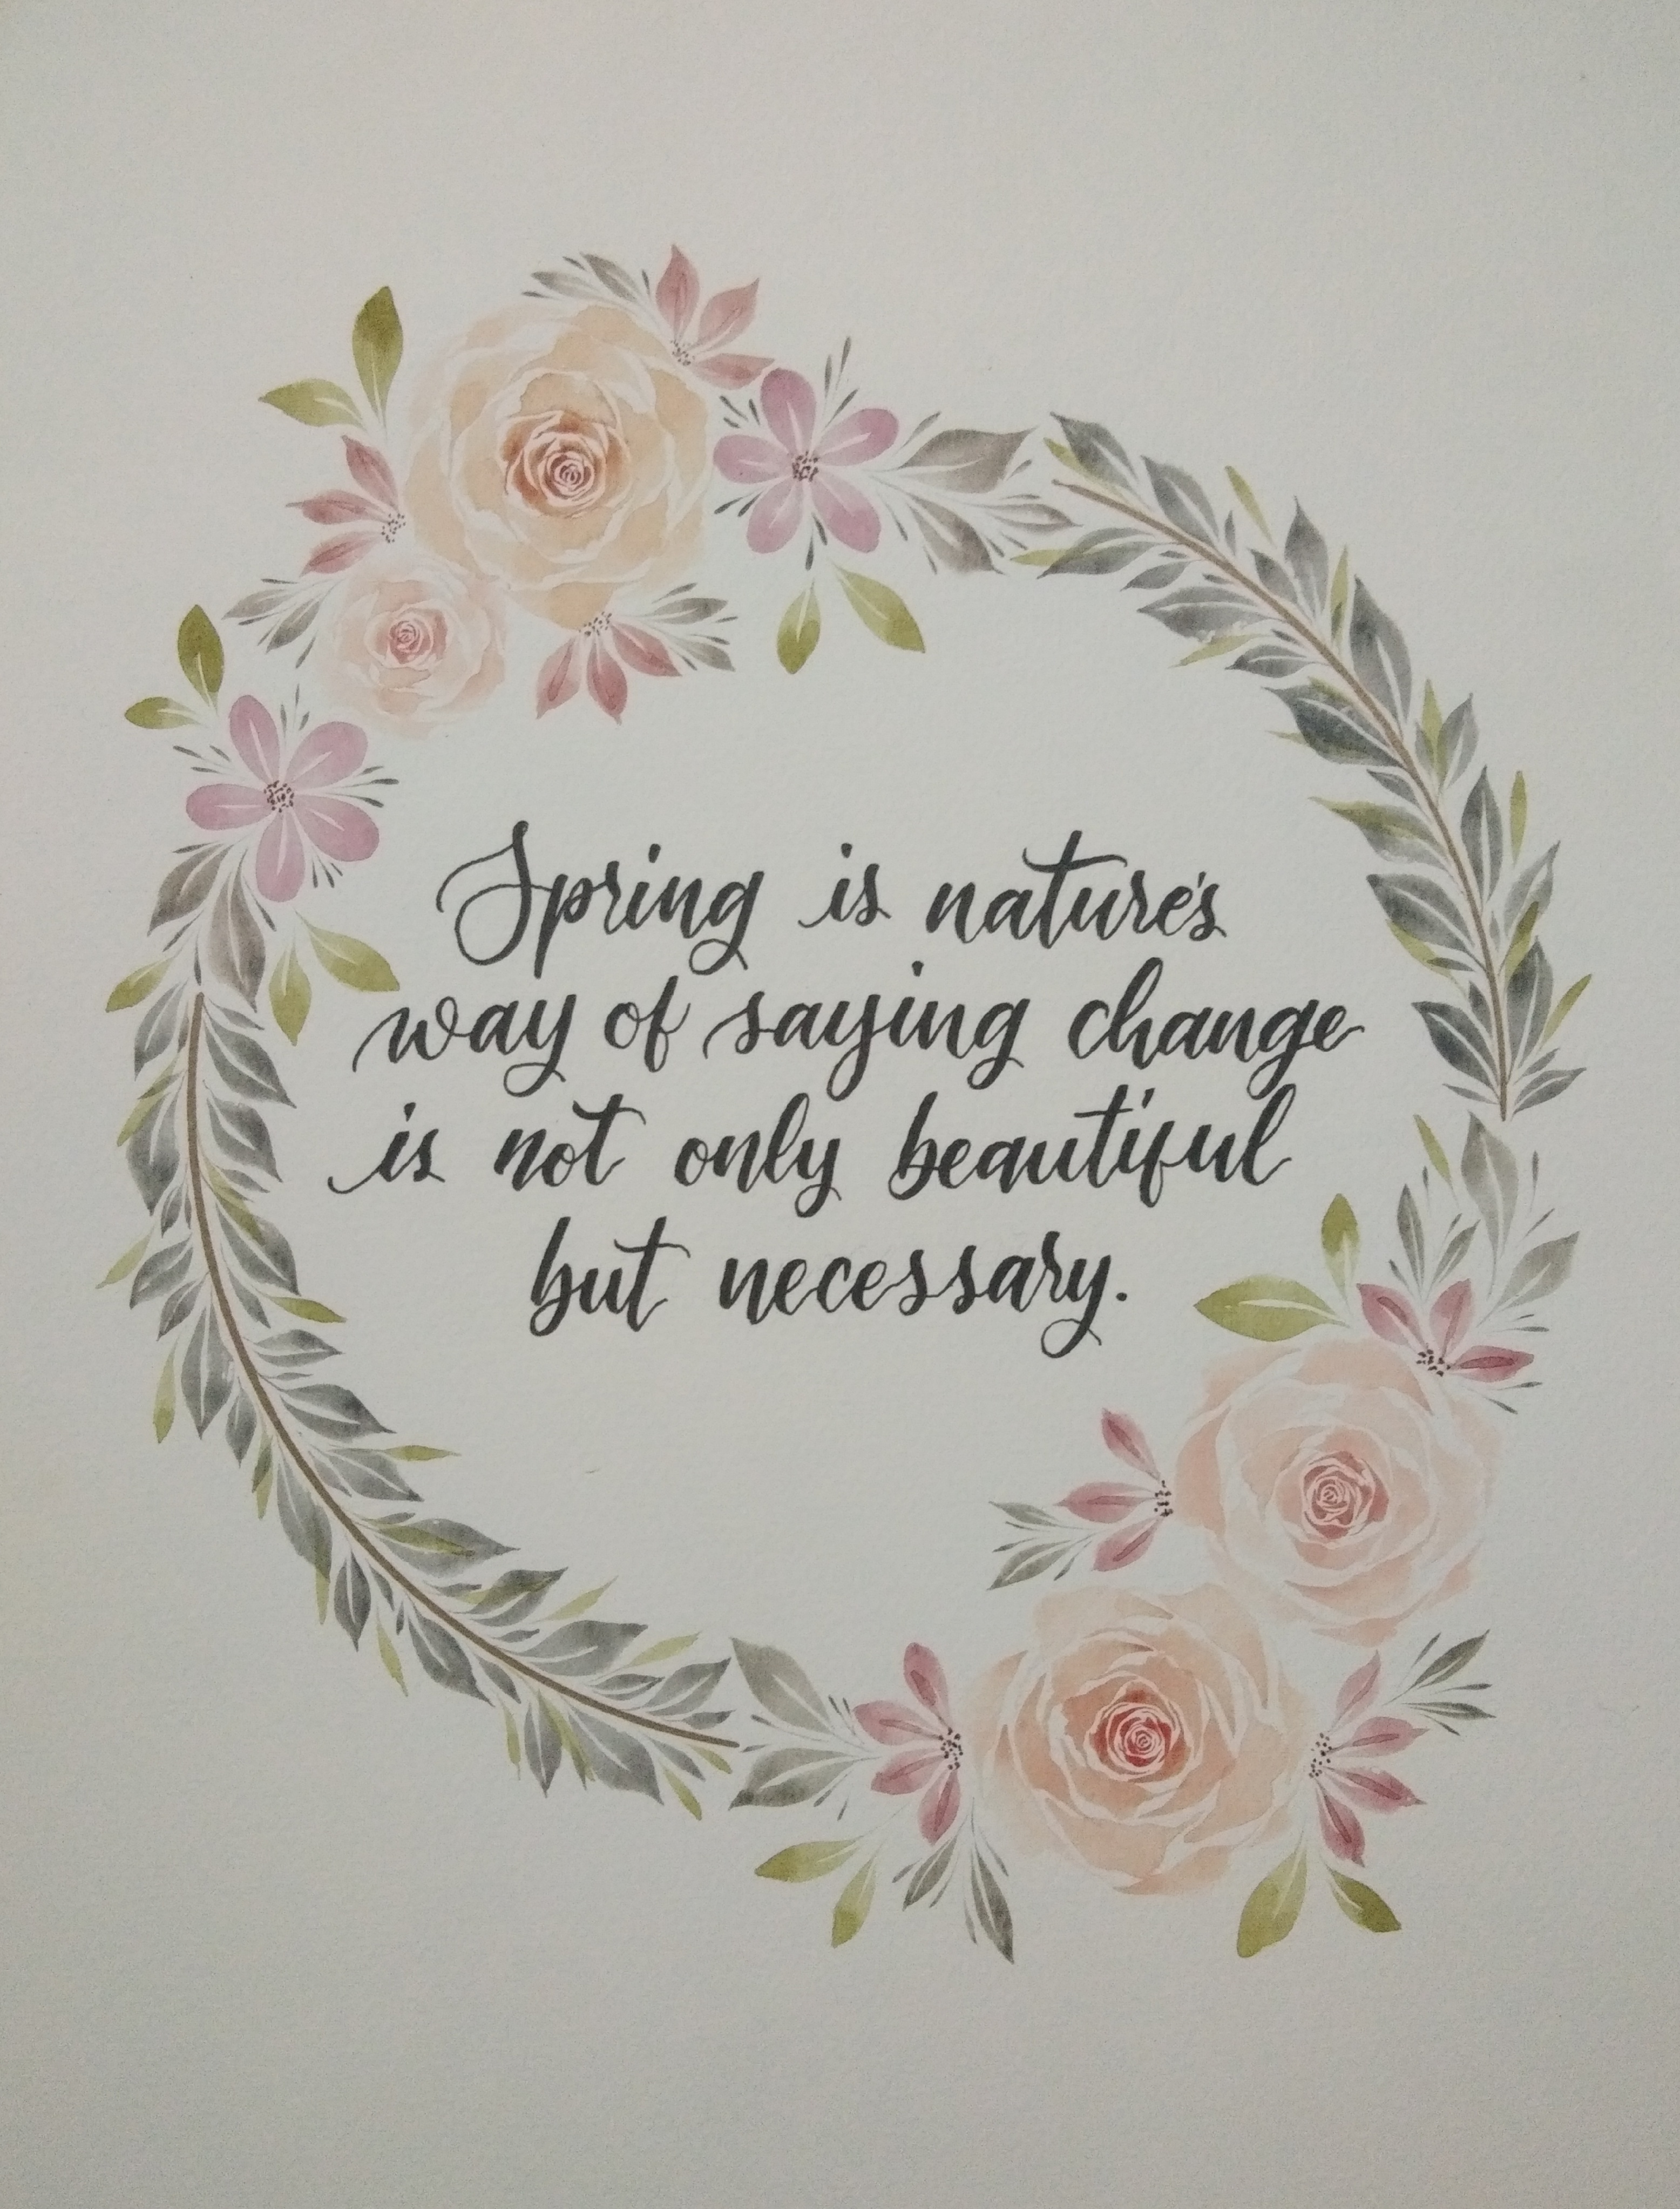 Spring is nature's
way of saying change
is not only beautiful
but necessary.